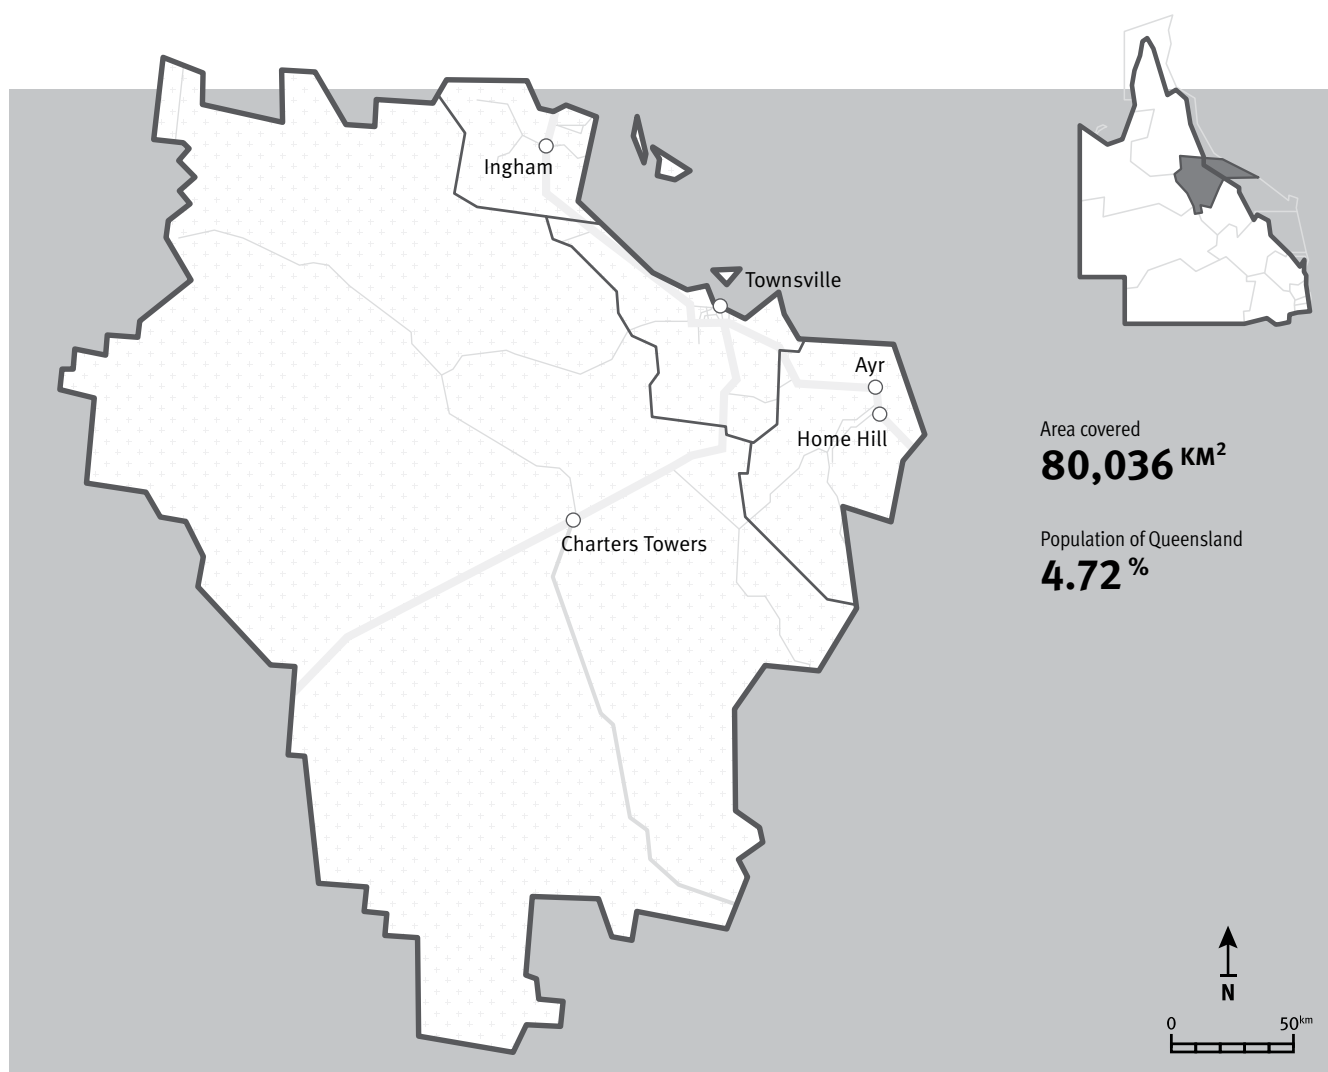 Ingham
Townsville
Ayr
Home Hill
Charters Towers
Area covered
80,036 KM²
Population of Queensland
4.72 %
N
0 50km